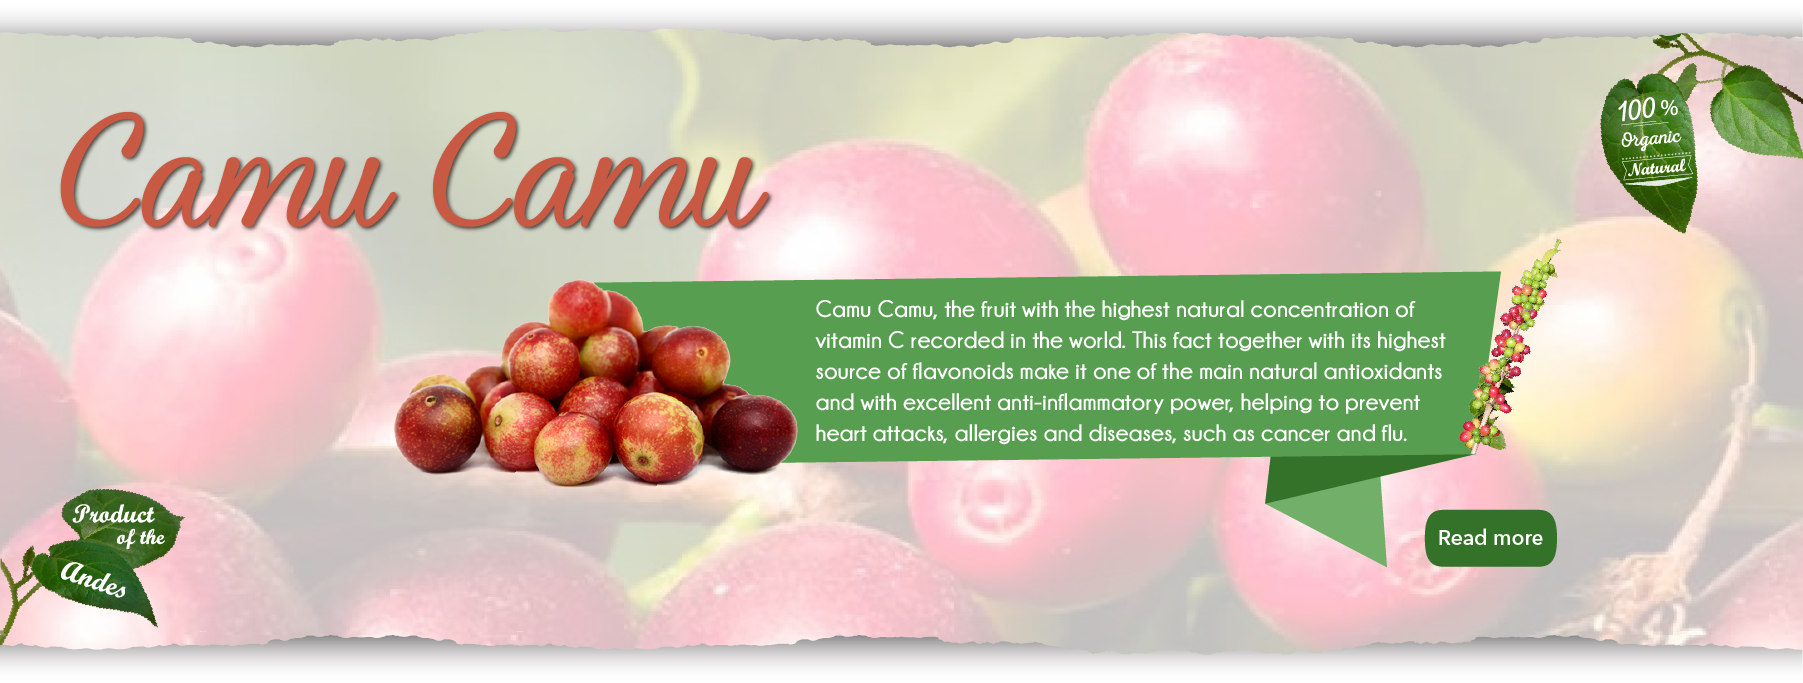 Camu Camu
100 %
Organic
Natural
Camu Camu, the fruit with the highest natural concentration of
vitamin C recorded in the world. This fact together with its highest
source of flavonoids make it one of the main natural antioxidants
and with excellent anti-inflammatory power, helping to prevent
heart attacks, allergies and diseases, such as cancer and flu.
Product
of the
Andes
Read more